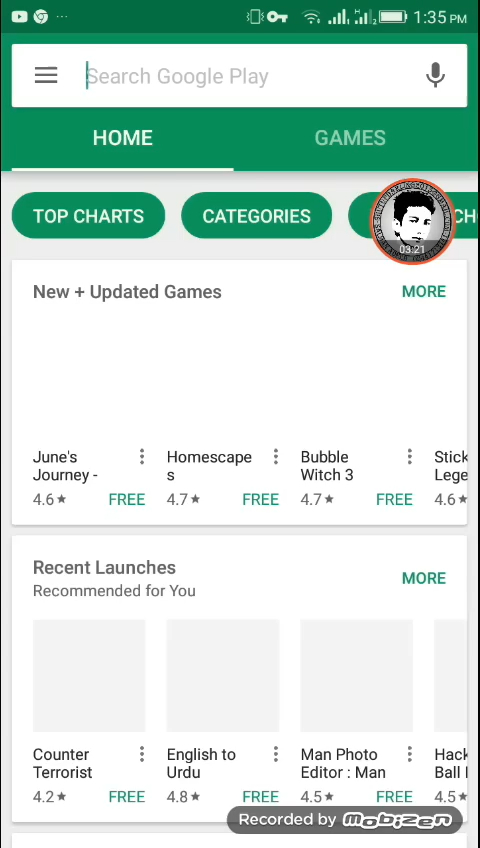 1:35 PM
Search Google Play
HOME
GAMES
TOP CHARTS
CATEGORIES
03:21
New + Updated Games
MORE
June's
Journey -
4.6★
FREE
Homescape
s
4.7★
FREE
Bubble
Witch 3
4.7★
FREE
Stick
Lege
4.6★
Recent Launches
Recommended for You
MORE
Counter
Terrorist
4.2★
FREE
English to
Urdu
4.8★
FREE
Man Photo
Editor : Man
4.5★
FREE
Hack
Ball
4.5★
Recorded by Mobizen